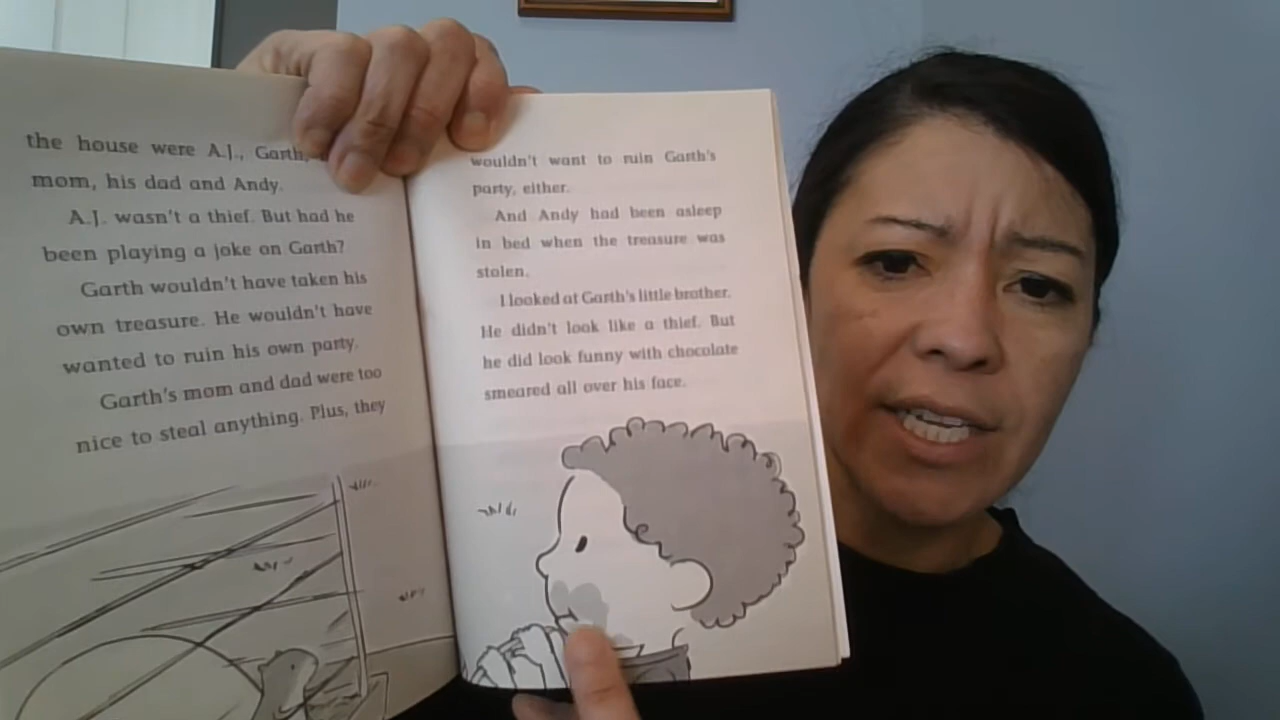 the house were A.J., Garth,
mom, his dad and Andy.
A.J. wasn't a thief. But had he
been playing a joke on Garth?
Garth wouldn't have taken his
own treasure. He wouldn't have
wanted to ruin his own party.
Garth's mom and dad were too
nice to steal anything. Plus, they
wouldn't want to ruin Garth's
party, either.
And Andy had been asleep
in bed when the treasure was
stolen.
I looked at Garth's little brother.
He didn't look like a thief. But
he did look funny with chocolate
smeared all over his face.